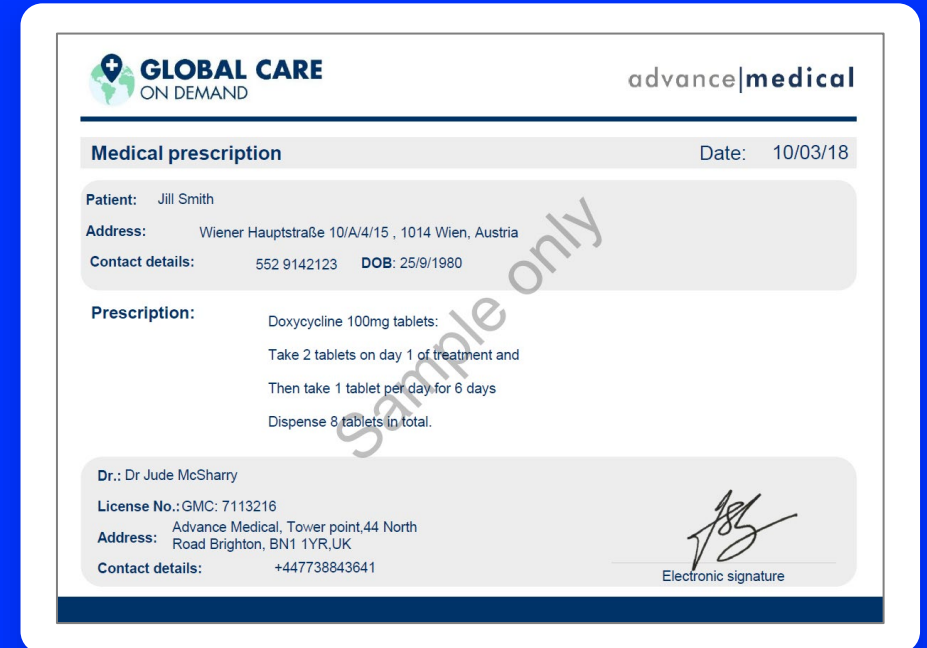 GLOBAL CARE
ON DEMAND
advance|medical
Medical prescription Date: 10/03/18
Patient: Jill Smith
Address: Wiener Hauptstraße 10/A/4/15 , 1014 Wien, Austria
Contact details: 552 9142123 DOB: 25/9/1980
Prescription:
Doxycycline 100mg tablets:
Take 2 tablets on day 1 of treatment and
Then take 1 tablet per day for 6 days
Dispense 8 tablets in total.
Sample only
Dr.: Dr Jude McSharry
License No.: GMC: 7113216
Address: Advance Medical, Tower point,44 North
Road Brighton, BN1 1YR,UK
Contact details: +447738843641
Electronic signature